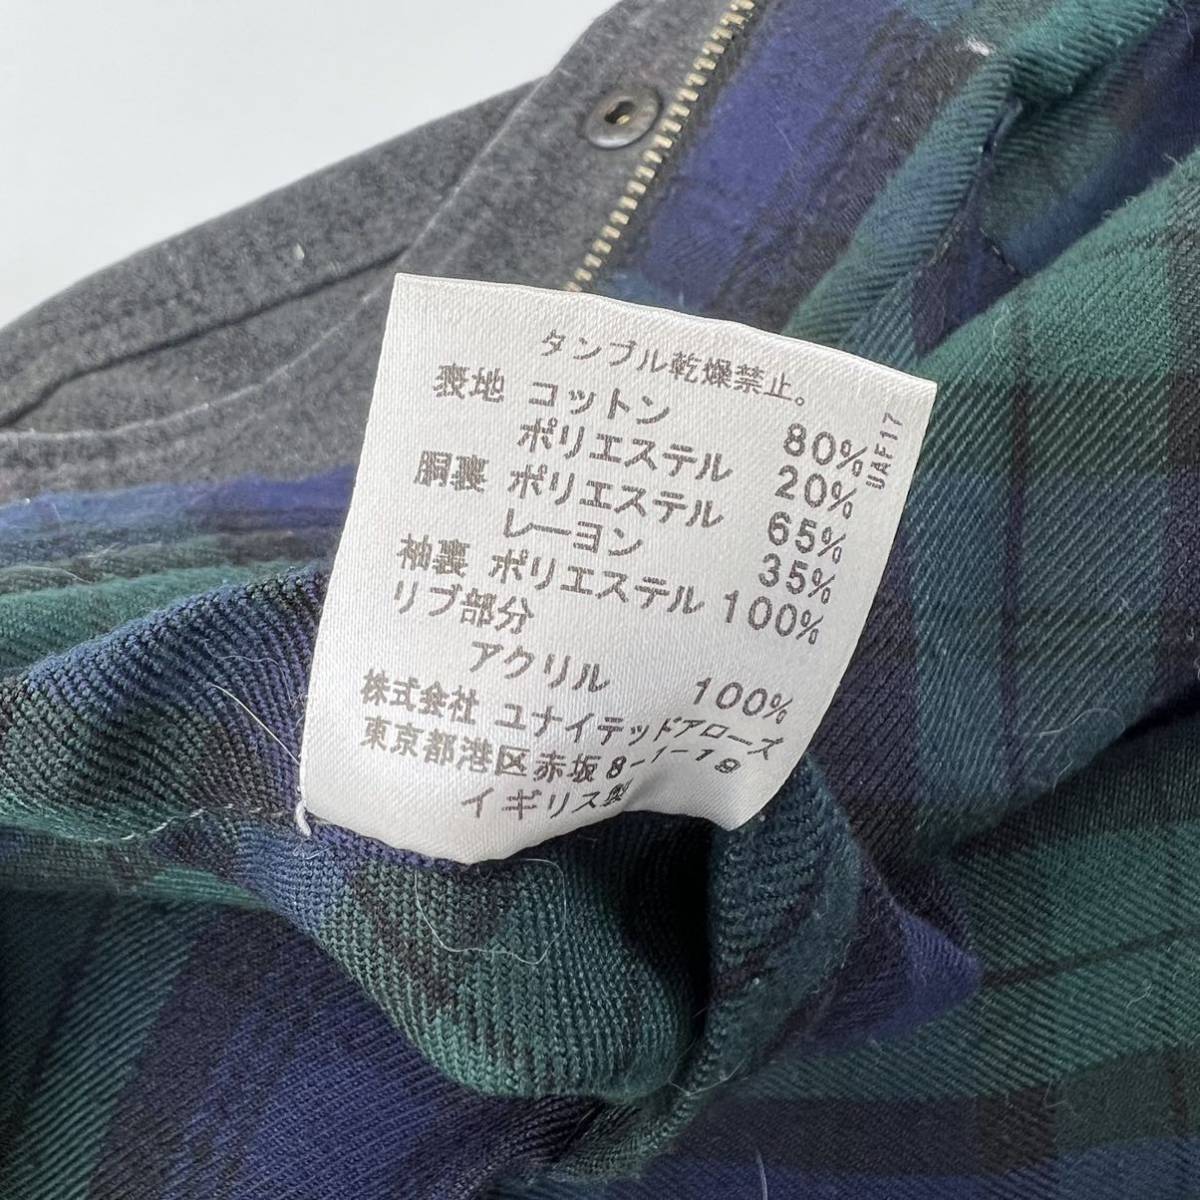 タンブル乾燥禁止。
表地 コットン 80%
ポリエステル 20%
胴裏 ポリエステル 65%
レーヨン 35%
袖裏 ポリエステル 100%
リブ部分
アクリル 100%
株式会社 ユナイテッドアローズ
東京都港区赤坂8-1-19
イギリス製
UAF17